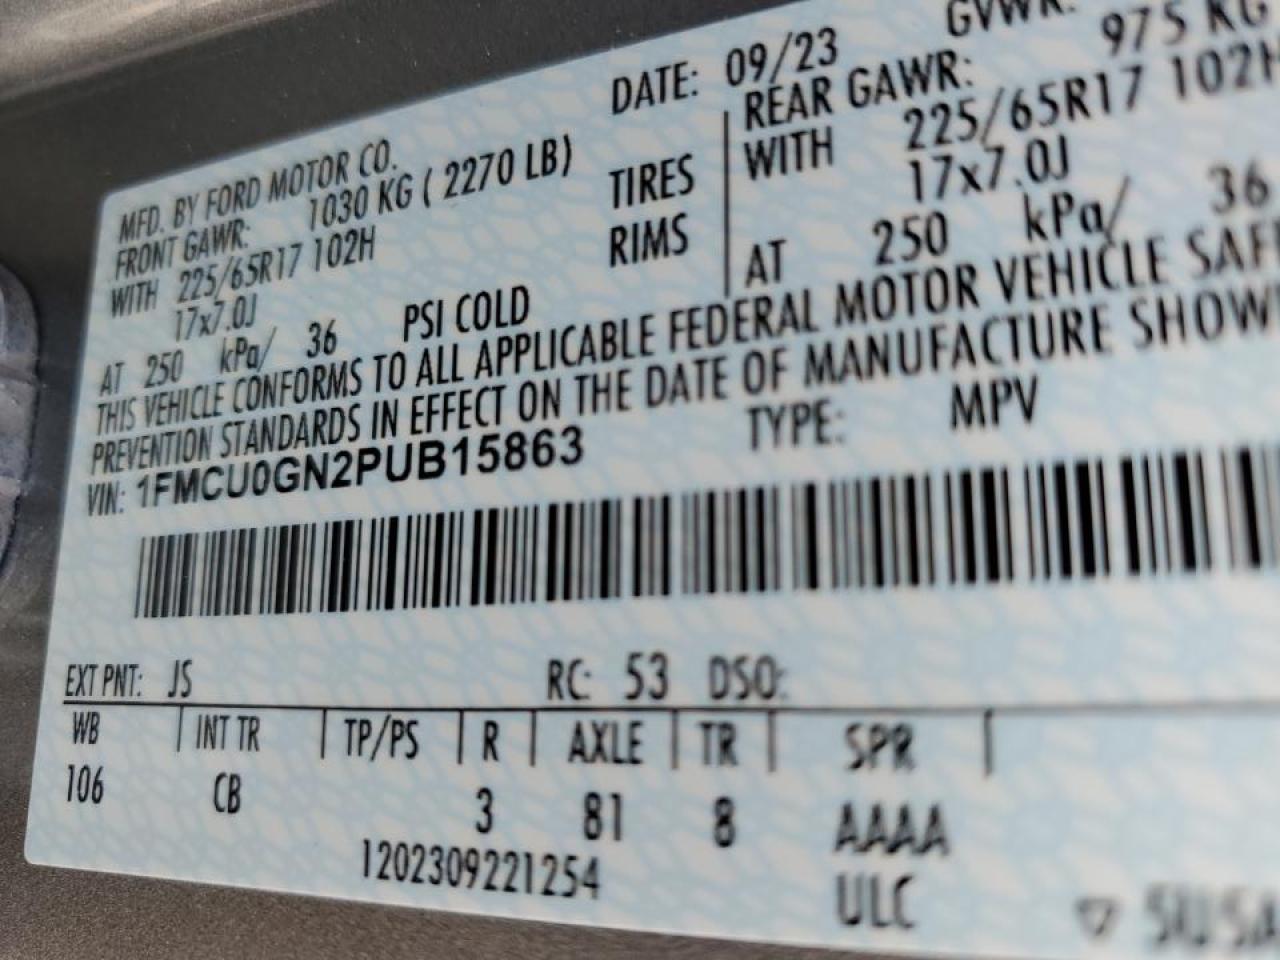 DATE: 09/23 GVWR:
MFD. BY FORD MOTOR CO.
FRONT GAWR: 1030 KG ( 2270 LB) REAR GAWR: 975 KG
WITH 225/65R17 102H TIRES WITH 225/65R17 102H
17x7.0J RIMS 17x7.0J
AT 250 kPa/ 36 PSI COLD AT 250 kPa/ 36
THIS VEHICLE CONFORMS TO ALL APPLICABLE FEDERAL MOTOR VEHICLE SAF
PREVENTION STANDARDS IN EFFECT ON THE DATE OF MANUFACTURE SHOW
VIN: 1FMCU0GN2PUB15863 TYPE: MPV
EXT PNT: JS RC: 53 DSO:
WB | INT TR | TP/PS | R | AXLE | TR | SPR |
106 CB 3 81 8 AAAA
1202309221254 ULC